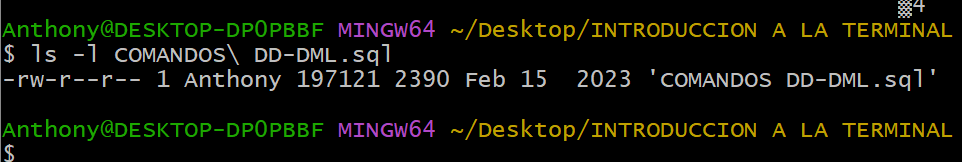 ▒4
Anthony@DESKTOP-DP0PBBF MINGW64 ~/Desktop/INTRODUCCION A LA TERMINAL
$ ls -l COMANDOS\ DD-DML.sql
-rw-r--r-- 1 Anthony 197121 2390 Feb 15  2023 'COMANDOS DD-DML.sql'
Anthony@DESKTOP-DP0PBBF MINGW64 ~/Desktop/INTRODUCCION A LA TERMINAL
$